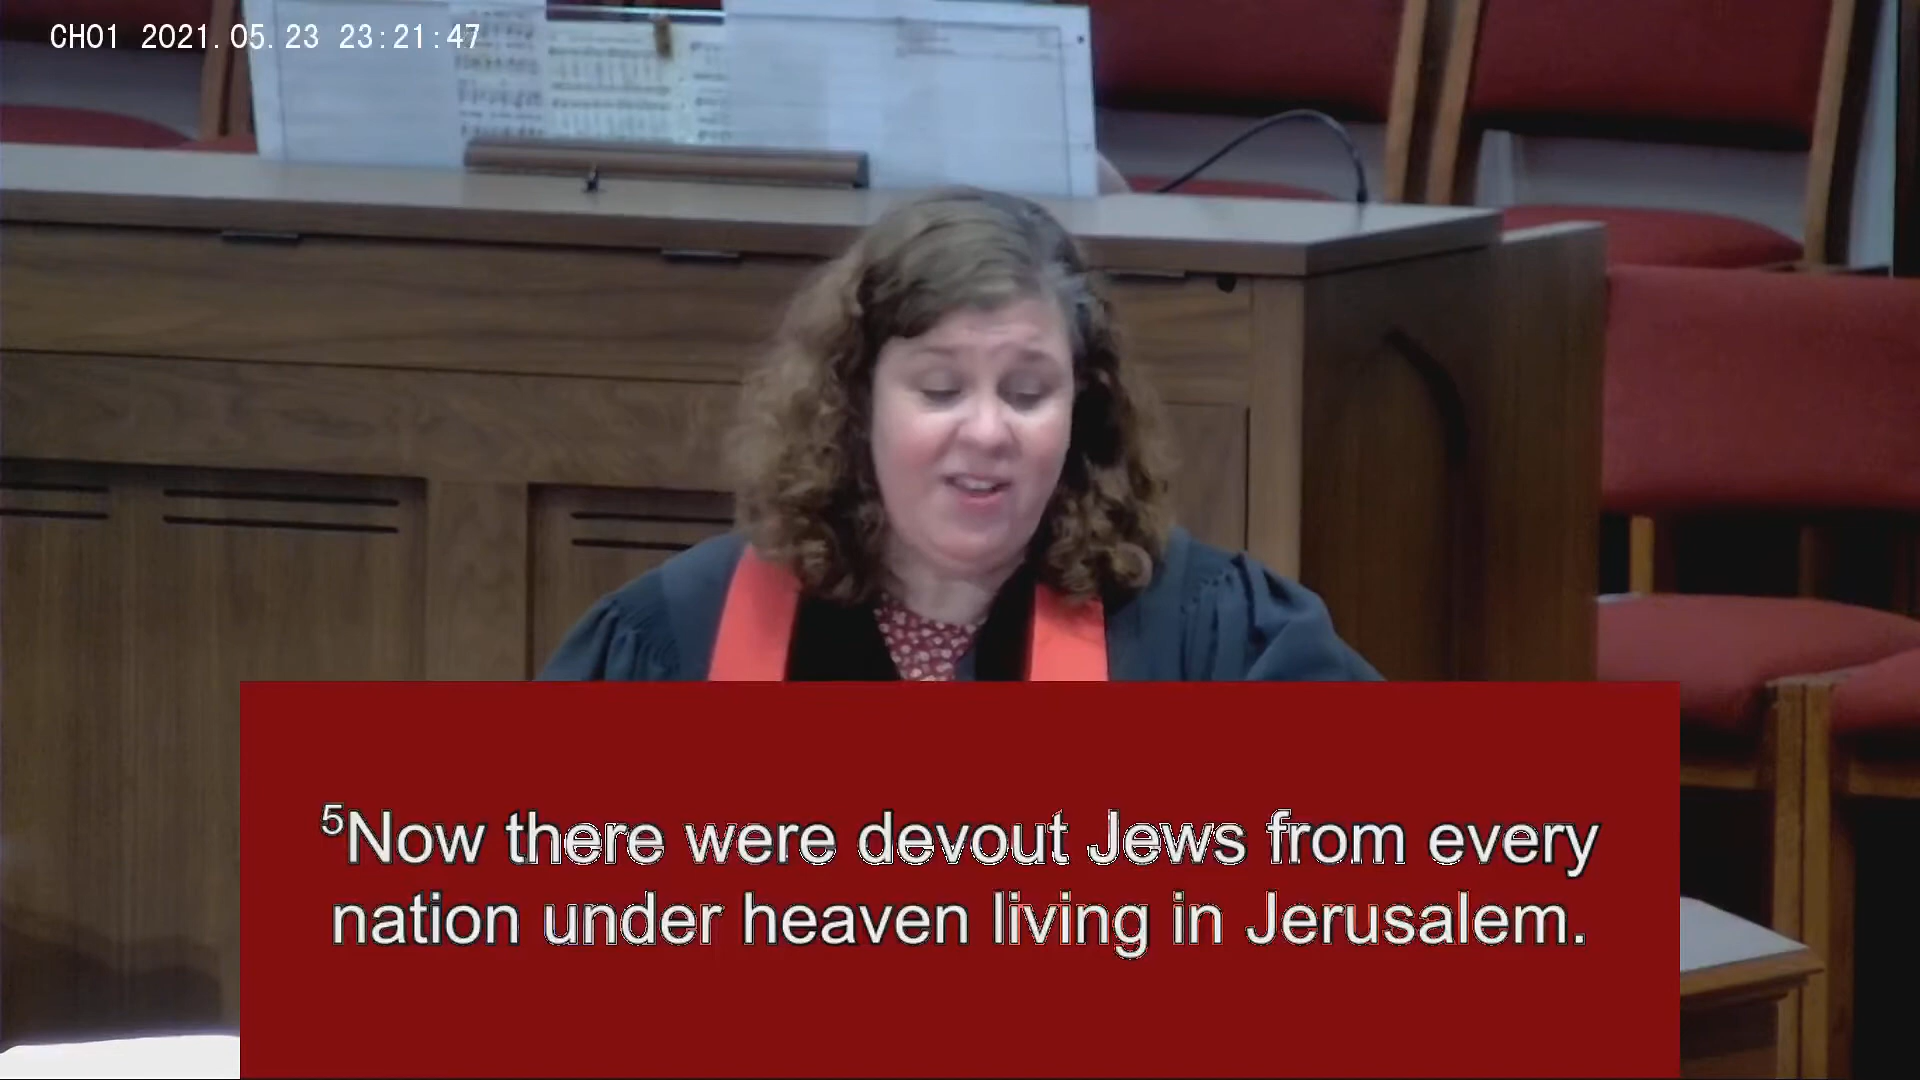 CH01 2021.05.23 23:21:47
⁵Now there were devout Jews from every
nation under heaven living in Jerusalem.